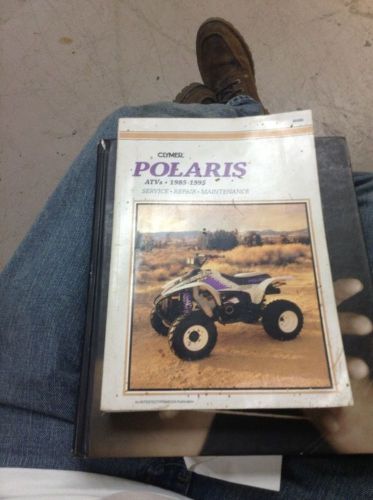 CLYMER
POLARIS
ATVs • 1985-1995
SERVICE • REPAIR • MAINTENANCE